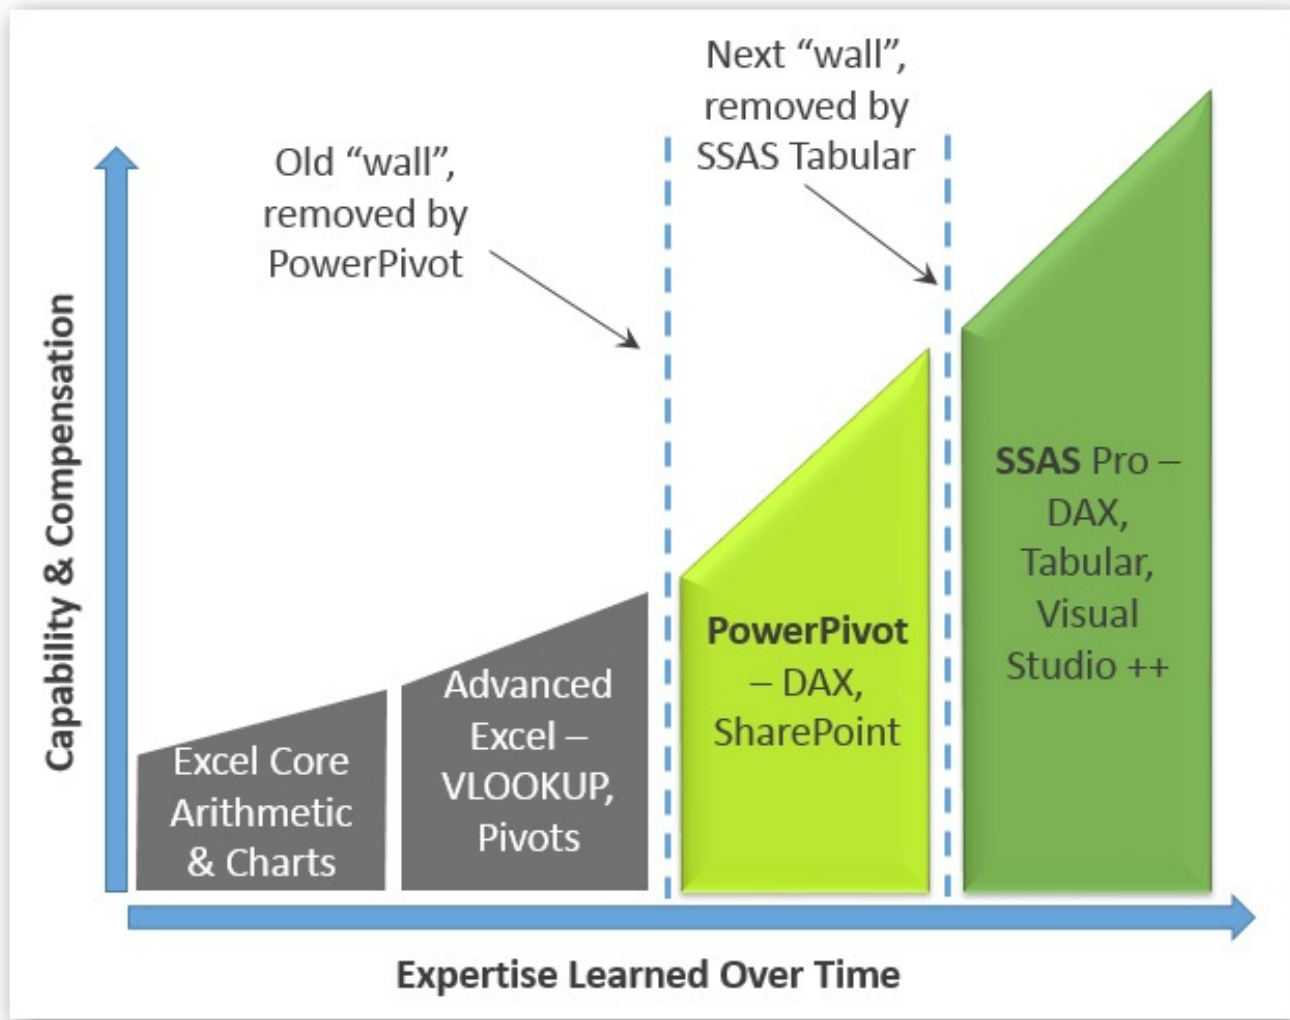 Next “wall”,
removed by
SSAS Tabular
Old “wall”,
removed by
PowerPivot
Capability & Compensation
Excel Core
Arithmetic
& Charts
Advanced
Excel –
VLOOKUP,
Pivots
PowerPivot
– DAX,
SharePoint
SSAS Pro –
DAX,
Tabular,
Visual
Studio ++
Expertise Learned Over Time